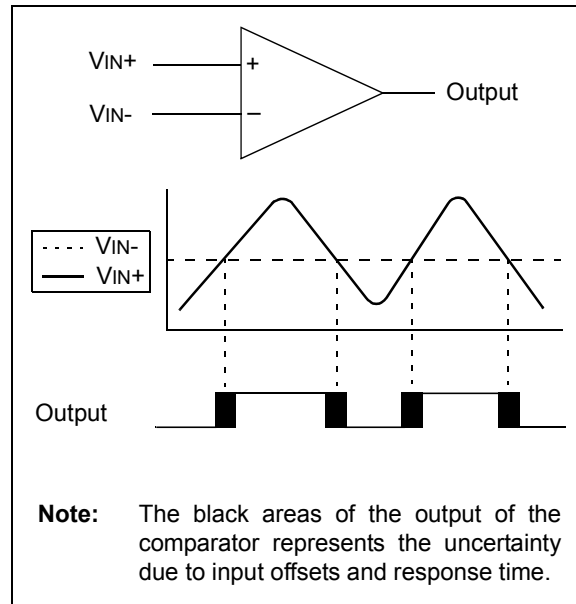 VIN+
+
Output
VIN-
–
VIN-
VIN+
Output
Note: The black areas of the output of the
comparator represents the uncertainty
due to input offsets and response time.